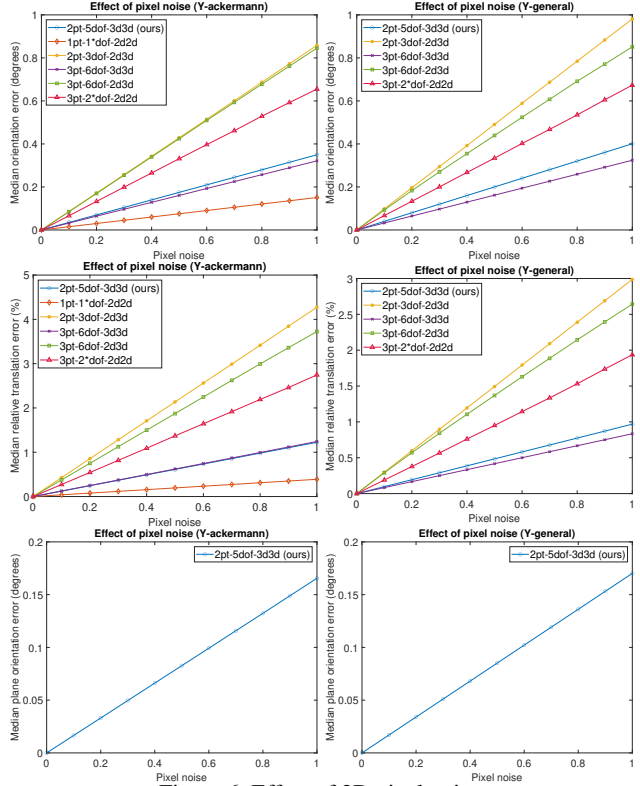 Effect of pixel noise (Y-ackermann)
2pt-5dof-3d3d (ours)
1pt-1*dof-2d2d
2pt-3dof-2d3d
3pt-6dof-3d3d
3pt-6dof-2d3d
3pt-2*dof-2d2d
Median orientation error (degrees)
1
0.8
0.6
0.4
0.2
0
0 0.2 0.4 0.6 0.8 1
Pixel noise
Effect of pixel noise (Y-general)
2pt-5dof-3d3d (ours)
2pt-3dof-2d3d
3pt-6dof-3d3d
3pt-6dof-2d3d
3pt-2*dof-2d2d
Median orientation error (degrees)
1
0.8
0.6
0.4
0.2
0
0 0.2 0.4 0.6 0.8 1
Pixel noise
Effect of pixel noise (Y-ackermann)
2pt-5dof-3d3d (ours)
1pt-1*dof-2d2d
2pt-3dof-2d3d
3pt-6dof-3d3d
3pt-6dof-2d3d
3pt-2*dof-2d2d
Median relative translation error (%)
5
4
3
2
1
0
0 0.2 0.4 0.6 0.8 1
Pixel noise
Effect of pixel noise (Y-general)
2pt-5dof-3d3d (ours)
2pt-3dof-2d3d
3pt-6dof-3d3d
3pt-6dof-2d3d
3pt-2*dof-2d2d
Median relative translation error (%)
3
2.5
2
1.5
1
0.5
0
0 0.2 0.4 0.6 0.8 1
Pixel noise
Effect of pixel noise (Y-ackermann)
2pt-5dof-3d3d (ours)
Median plane orientation error (degrees)
0.2
0.15
0.1
0.05
0
0 0.2 0.4 0.6 0.8 1
Pixel noise
Effect of pixel noise (Y-general)
2pt-5dof-3d3d (ours)
Median plane orientation error (degrees)
0.2
0.15
0.1
0.05
0
0 0.2 0.4 0.6 0.8 1
Pixel noise